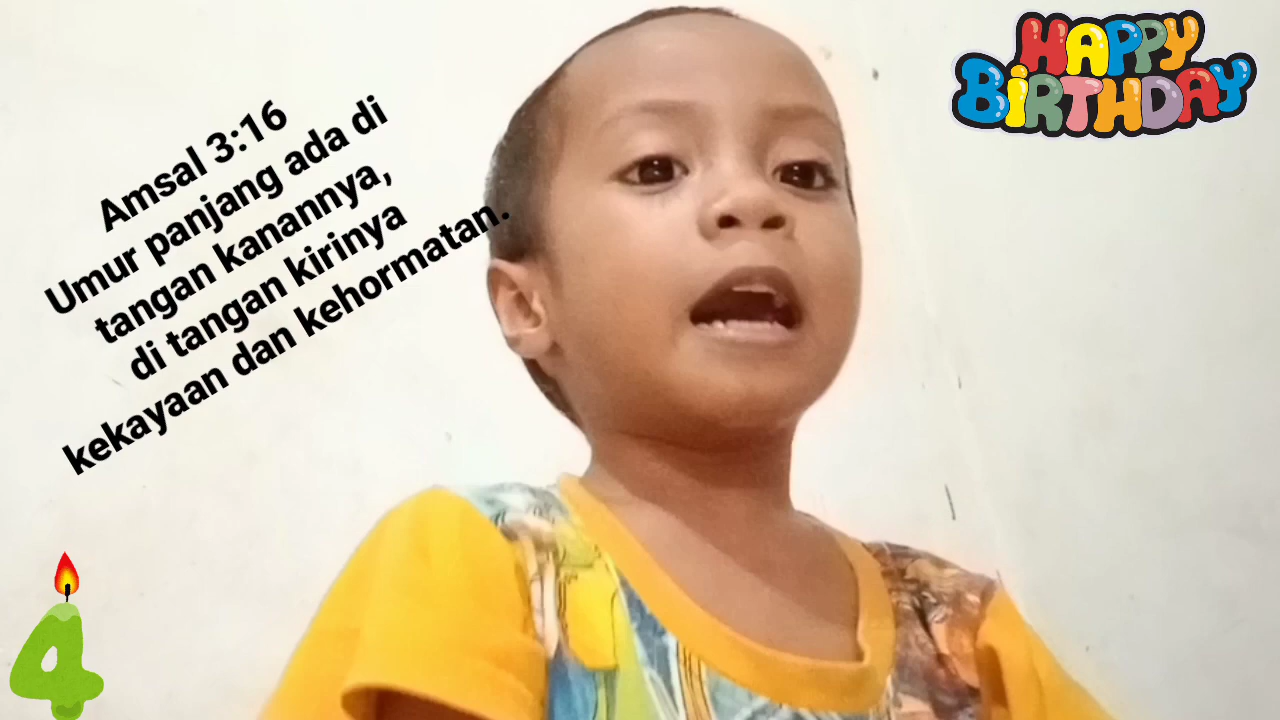 Amsal 3:16
Umur panjang ada di
tangan kanannya,
di tangan kirinya
kekayaan dan kehormatan.
HAPPY
BiRTHDAY
4